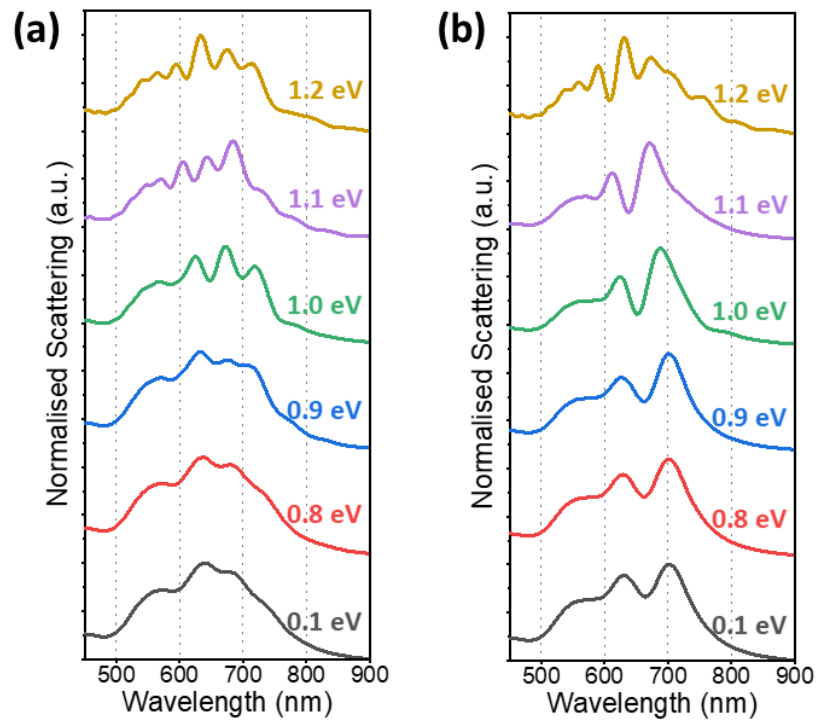 (a)
Normalised Scattering (a.u.)
1.2 eV
1.1 eV
1.0 eV
0.9 eV
0.8 eV
0.1 eV
500 600 700 800 900
Wavelength (nm)
(b)
Normalised Scattering (a.u.)
1.2 eV
1.1 eV
1.0 eV
0.9 eV
0.8 eV
0.1 eV
500 600 700 800 900
Wavelength (nm)